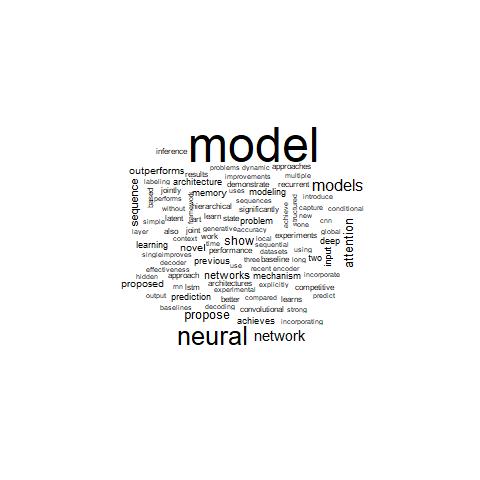 model
inference
problems dynamic approaches
outperforms
results
improvements
multiple
labeling
architecture
demonstrate
recurrent
models
sequence
based
jointly
memory
uses
modeling
structured
introduce
performs
framework
hierarchical
sequences
achieve
capture
conditional
without
significantly
latent
art
learn
state
problem
new
none
cnn
simple
attention
layer
also
joint
generative
accuracy
experiments
global
context
work
show
local
deep
learning
novel
time
sequential
input
performance
datasets
using
single
improves
previous
three
baseline
long
two
decoder
use
recent
encoder
effectiveness
hidden
approach
networks
mechanism
incorporate
proposed
rnn
lstm
architectures
explicitly
competitive
experimental
output
prediction
better
compared
learns
predict
baselines
decoding
convolutional
strong
propose
achieves
incorporating
neural
network